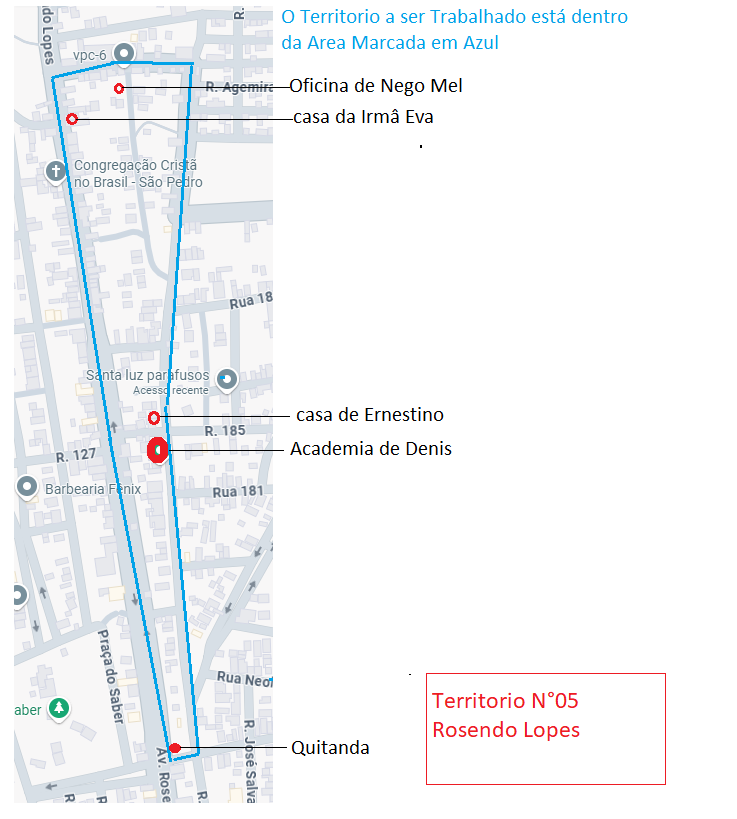 O Territorio a ser Trabalhado está dentro
da Area Marcada em Azul
do Lopes
vpc-6
R. Agemira
Oficina de Nego Mel
casa da Irmâ Eva
Congregação Cristã
no Brasil - São Pedro
Rua 18
Santa luz parafusos
Acesso recente
casa de Ernestino
R. 185
Academia de Denis
R. 127
Barbearia Fênix
Rua 181
Praça do Saber
Rua Neon
aber
Territorio N°05
Rosendo Lopes
Quitanda
Av. Rose
R. José Salva